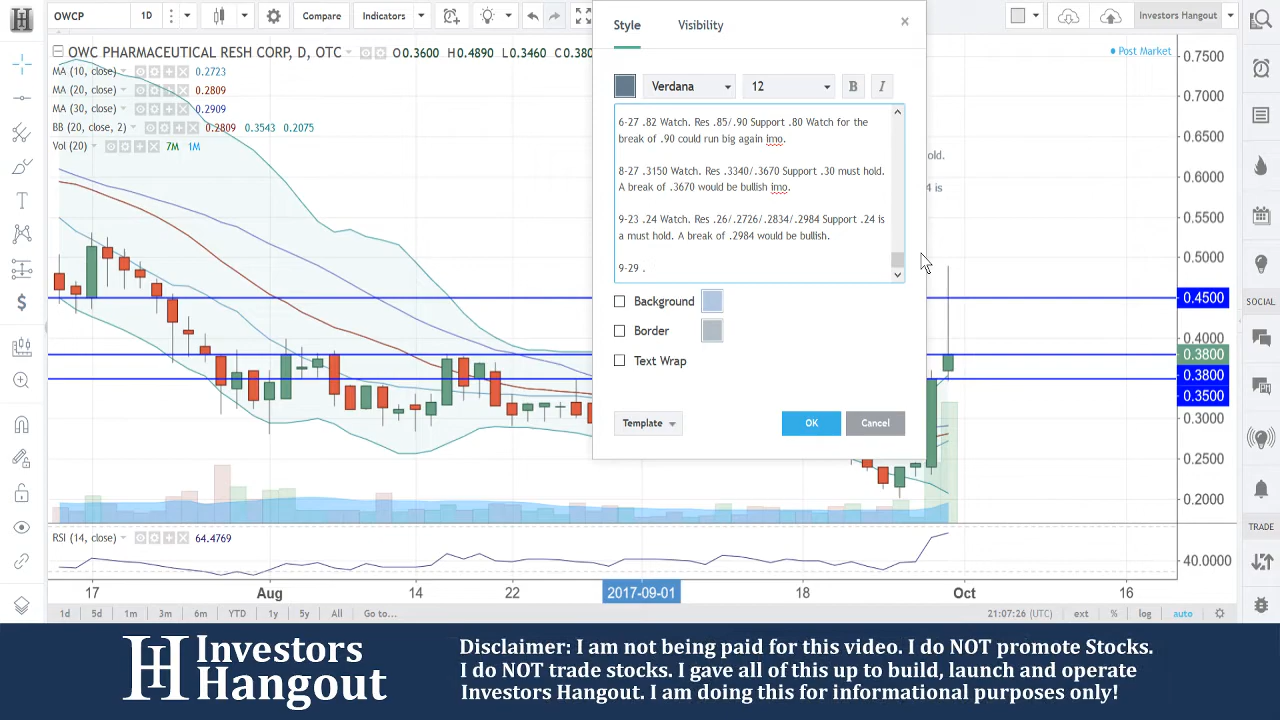 OWCP
1D
Compare
Indicators
Investors Hangout
OWC PHARMACEUTICAL RESH CORP, D, OTC
O0.3600 H0.4890 L0.3460 C0.380
MA (10, close) 0.2723
MA (20, close) 0.2809
MA (30, close) 0.2909
BB (20, close, 2) 0.2809 0.3543 0.2075
Vol (20) 7M 1M
Style
Visibility
Verdana
12
B
I
6-27 .82 Watch. Res .85/.90 Support .80 Watch for the
break of .90 could run big again imo.
8-27 .3150 Watch. Res .3340/.3670 Support .30 must hold.
A break of .3670 would be bullish imo.
9-23 .24 Watch. Res .26/.2726/.2834/.2984 Support .24 is
a must hold. A break of .2984 would be bullish.
9-29 .
Background
Border
Text Wrap
Template
OK
Cancel
Post Market
old.
4 is
0.7500
0.7000
0.6500
0.6000
0.5500
0.5000
0.4500
0.4000
0.3800
0.3800
0.3500
0.3000
0.2500
0.2000
RSI (14, close) 64.4769
40.0000
17
Aug
14
22
2017-09-01
18
Oct
16
1d
5d
1m
3m
6m
YTD
1y
5y
All
Go to...
21:07:26 (UTC)
ext
%
log
auto
SOCIAL
TRADE
Investors
Hangout
Disclaimer: I am not being paid for this video. I do NOT promote Stocks.
I do NOT trade stocks. I gave all of this up to build, launch and operate
Investors Hangout. I am doing this for informational purposes only!